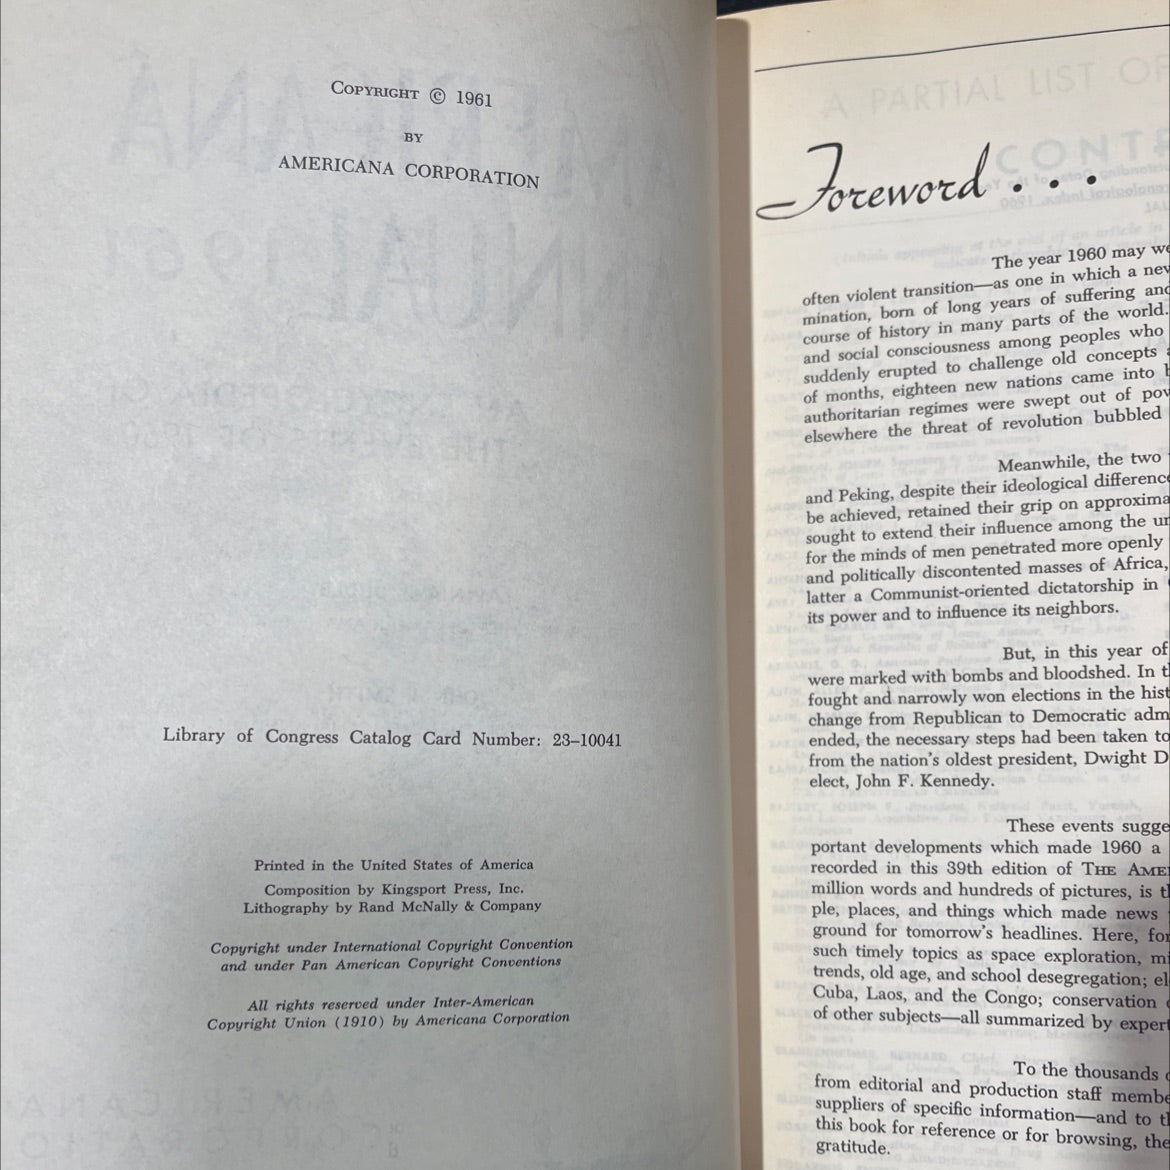 Copyright © 1961
BY
AMERICANA CORPORATION
Library of Congress Catalog Card Number: 23-10041
Printed in the United States of America
Composition by Kingsport Press, Inc.
Lithography by Rand McNally & Company
Copyright under International Copyright Convention
and under Pan American Copyright Conventions
All rights reserved under Inter-American
Copyright Union (1910) by Americana Corporation
Foreword . . .
The year 1960 may
often violent transition—as one in which a
mination, born of long years of suffering and
course of history in many parts of the world.
and social consciousness among peoples who
suddenly erupted to challenge old concepts
of months, eighteen new nations came into
authoritarian regimes were swept out of
elsewhere the threat of revolution bubbled
Meanwhile, the two
and Peking, despite their ideological
be achieved, retained their grip on
sought to extend their influence among the
for the minds of men penetrated more openly
and politically discontented masses of Africa,
latter a Communist-oriented dictatorship in
its power and to influence its neighbors.
But, in this year of
were marked with bombs and bloodshed. In
fought and narrowly won elections in the
change from Republican to Democratic
ended, the necessary steps had been taken to
from the nation's oldest president, Dwight D
elect, John F. Kennedy.
These events
portant developments which made 1960 a
recorded in this 39th edition of The
million words and hundreds of pictures, is
ple, places, and things which made news
ground for tomorrow's headlines. Here, for
such timely topics as space exploration,
trends, old age, and school desegregation;
Cuba, Laos, and the Congo; conservation
of other subjects—all summarized by
To the thousands
from editorial and production staff
suppliers of specific information—and to
this book for reference or for browsing,
gratitude.